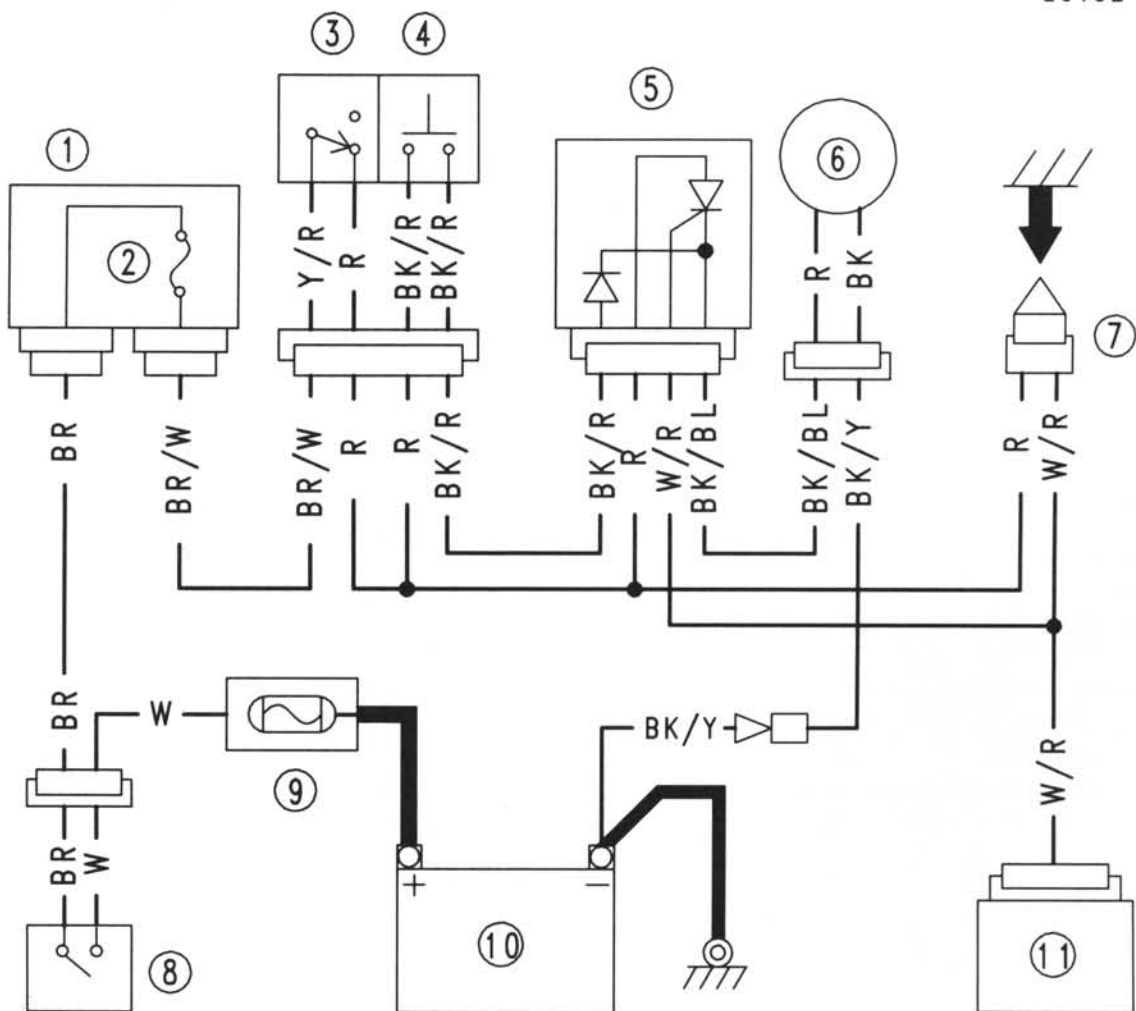 3 4
5
1
6
2
Y/R R BK/R BK/R
R BK
7
BR BR/W BR/W R R BK/R BK/R R W/R BK/BL BK/BL BK/Y R W/R
BR W
BK/Y
9
W/R
BR W
+ −
8 10 11